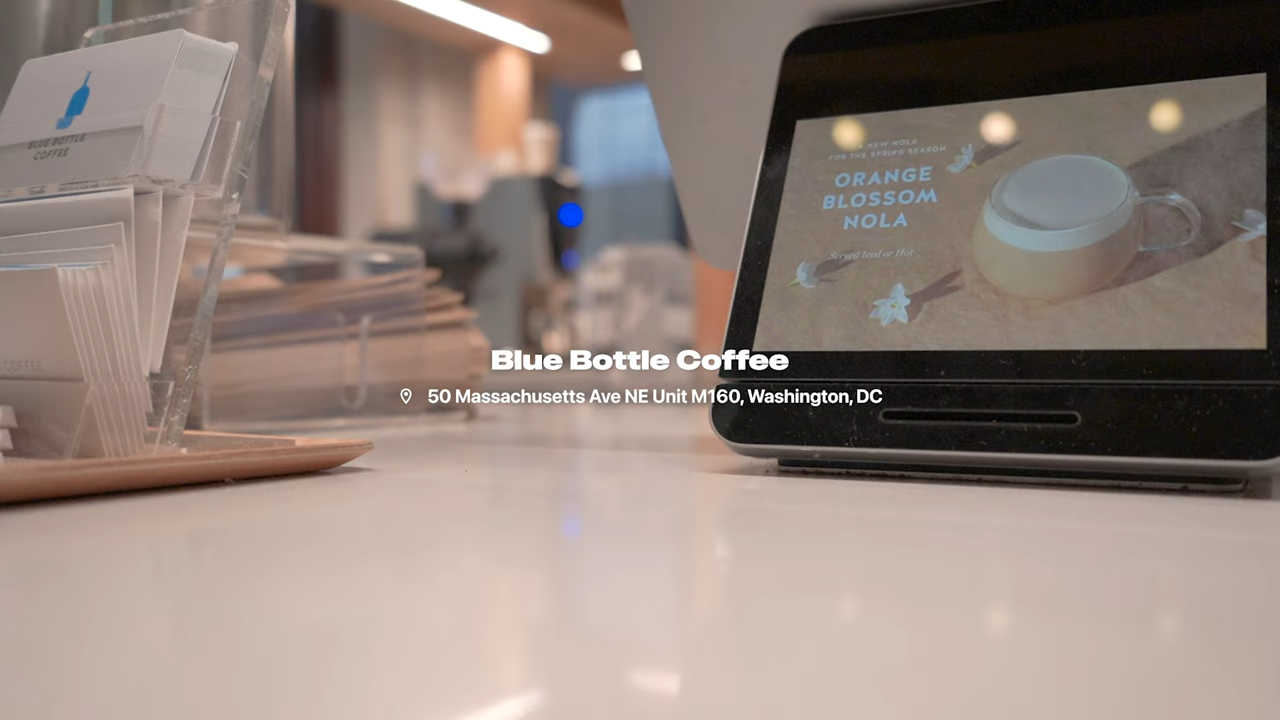 BLUE BOTTLE
COFFEE
COFFEE
NEW NOLA
FOR THE SPRING SEASON
ORANGE
BLOSSOM
NOLA
Served Iced or Hot
Blue Bottle Coffee
50 Massachusetts Ave NE Unit M160, Washington, DC